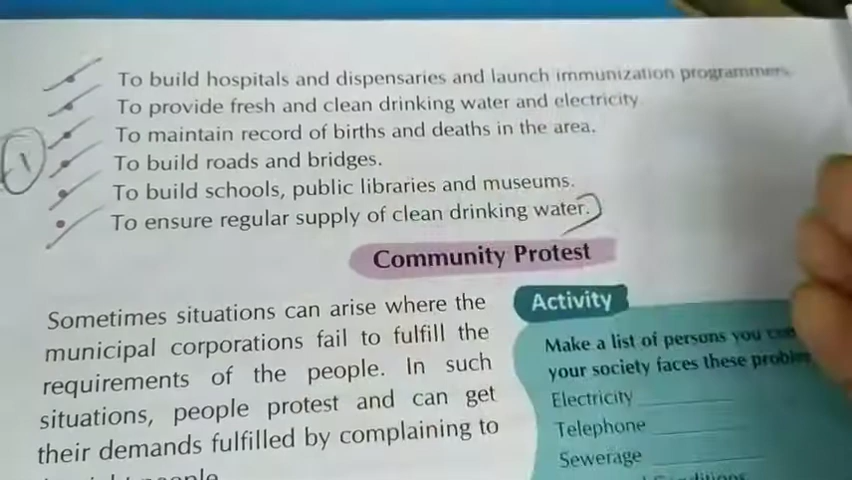 To build hospitals and dispensaries and launch immunization programmers.
To provide fresh and clean drinking water and electricity
To maintain record of births and deaths in the area.
To build roads and bridges.
To build schools, public libraries and museums.
To ensure regular supply of clean drinking water.
1
Community Protest
Sometimes situations can arise where the
municipal corporations fail to fulfill the
requirements of the people. In such
situations, people protest and can get
their demands fulfilled by complaining to
people
Activity
Make a list of persons you
your society faces these
Electricity
Telephone
Sewerage